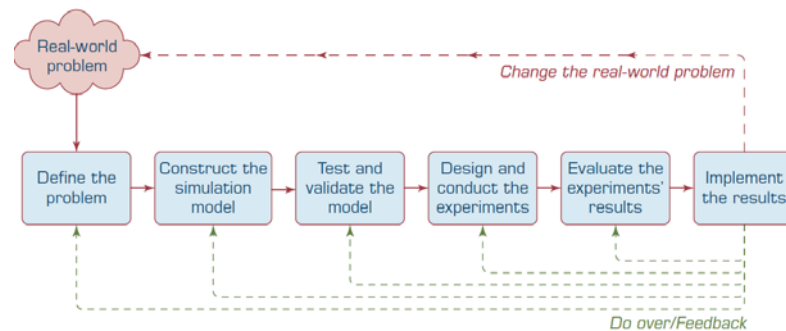 Real-world
problem
Change the real-world problem
Define the
problem
Construct the
simulation
model
Test and
validate the
model
Design and
conduct the
experiments
Evaluate the
experiments’
results
Implement
the results
Do over/Feedback